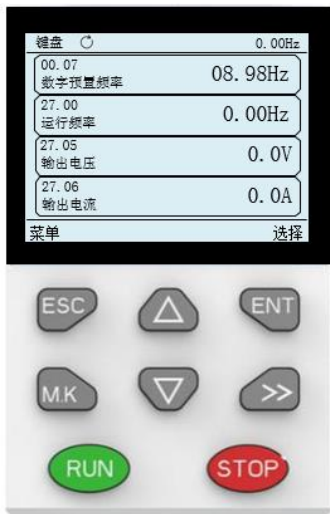 键盘 0.00Hz
00.07
数字预置频率 08.98Hz
27.00
运行频率 0.00Hz
27.05
输出电压 0.0V
27.06
输出电流 0.0A
菜单 选择
ESC ENT
M.K >>
RUN STOP